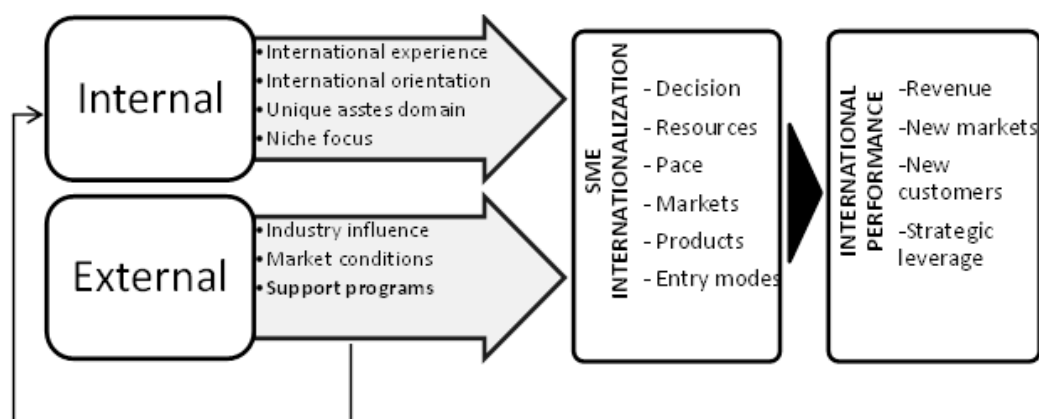 Internal
• International experience
• International orientation
• Unique asstes domain
• Niche focus
External
• Industry influence
• Market conditions
• Support programs
SME
INTERNATIONALIZATION
- Decision
- Resources
- Pace
- Markets
- Products
- Entry modes
INTERNATIONAL
PERFORMANCE
-Revenue
-New markets
-New
customers
-Strategic
leverage